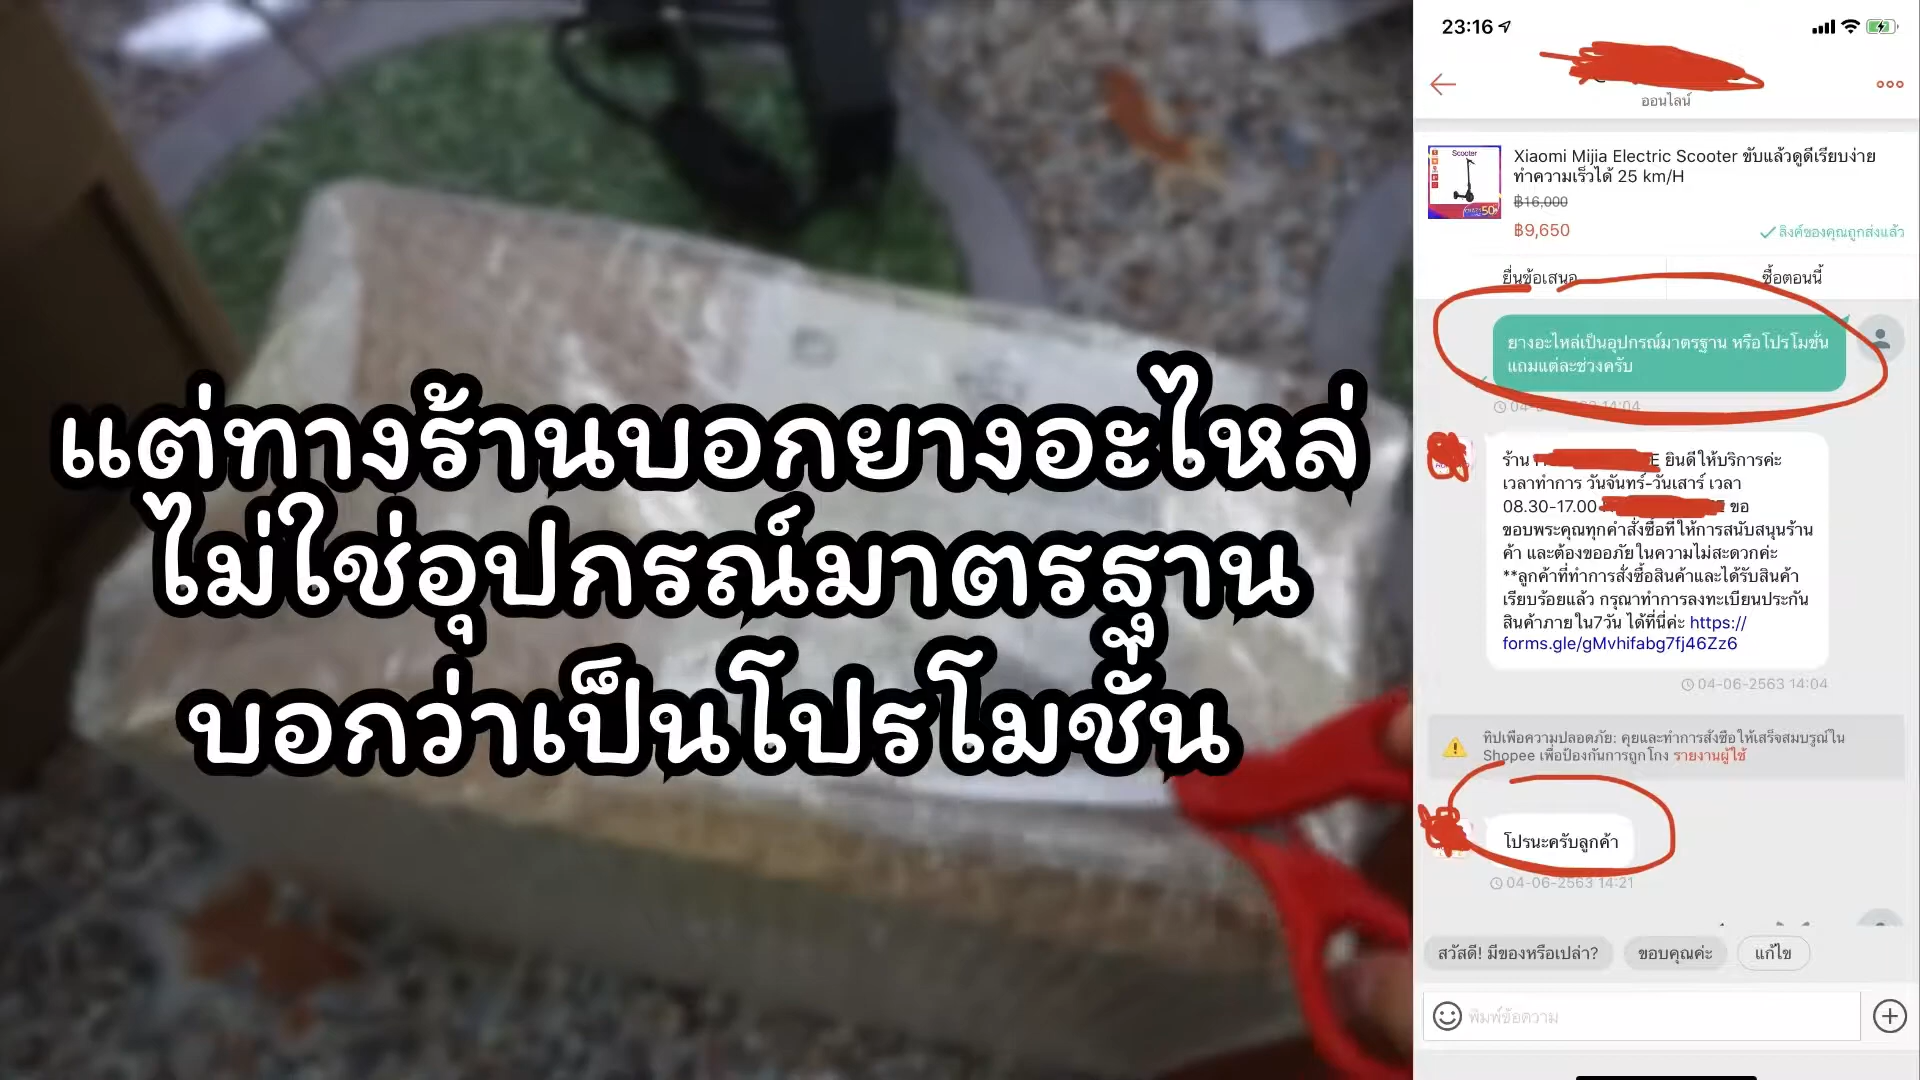 แต่ทางร้านบอกยางอะไหล่
ไม่ใช่อุปกรณ์มาตรฐาน
บอกว่าเป็นโปรโมชั่น
23:16
ออนไลน์
Scooter
Xiaomi Mijia Electric Scooter ขับแล้วดูดีเรียบง่าย
ทำความเร็วได้ 25 km/H
฿16,000
฿9,650
ลิงค์ของคุณถูกส่งแล้ว
ยื่นข้อเสนอ
ซื้อตอนนี้
ยางอะไหล่เป็นอุปกรณ์มาตรฐาน หรือโปรโมชั่น
แถมแต่ละช่วงครับ
14:04
ร้าน E ยินดีให้บริการค่ะ
เวลาทำการ วันจันทร์-วันเสาร์ เวลา
08.30-17.00 ขอ
ขอบพระคุณทุกคำสั่งซื้อที่ให้การสนับสนุนร้าน
ค้า และต้องขออภัยในความไม่สะดวกค่ะ
**ลูกค้าที่ทำการสั่งซื้อสินค้าและได้รับสินค้า
เรียบร้อยแล้ว กรุณาทำการลงทะเบียนประกัน
สินค้าภายใน7วัน ได้ที่นี่ค่ะ https://
forms.gle/gMvhifabg7fj46Zz6
04-06-2563 14:04
ทิปเพื่อความปลอดภัย: คุยและทำการสั่งซื้อให้เสร็จสมบรูณ์ใน
Shopee เพื่อป้องกันการถูกโกง รายงานผู้ใช้
โปรนะครับลูกค้า
04-06-2563 14:21
สวัสดี! มีของหรือเปล่า?
ขอบคุณค่ะ
แก้ไข
พิมพ์ข้อความ